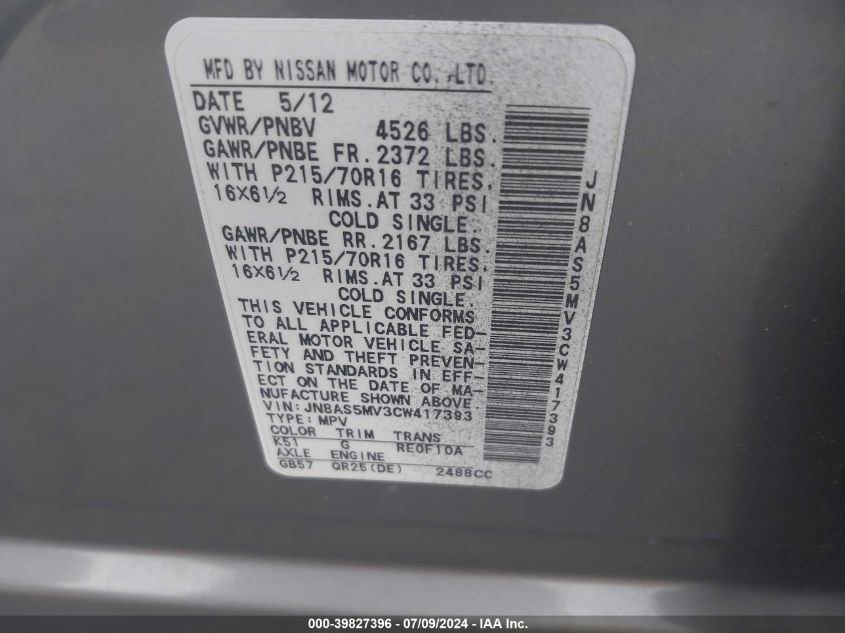 MFD BY NISSAN MOTOR CO.,LTD.
DATE 5/12
GVWR/PNBV 4526 LBS.
GAWR/PNBE FR.2372 LBS.
WITH P215/70R16 TIRES,
16X6½ RIMS.AT 33 PSI
COLD SINGLE.
GAWR/PNBE RR.2167 LBS.
WITH P215/70R16 TIRES,
16X6½ RIMS.AT 33 PSI
COLD SINGLE.
THIS VEHICLE CONFORMS
TO ALL APPLICABLE FED-
ERAL MOTOR VEHICLE SA-
FETY AND THEFT PREVEN-
TION STANDARDS IN EFF-
ECT ON THE DATE OF MA-
NUFACTURE SHOWN ABOVE.
VIN: JN8AS5MV3CW417393
TYPE: MPV
COLOR TRIM TRANS
K51 G RE0F10A
AXLE ENGINE
GB57 QR25(DE) 2488CC
JN8AS5MV3CW417393
000-39827396 - 07/09/2024 - IAA Inc.